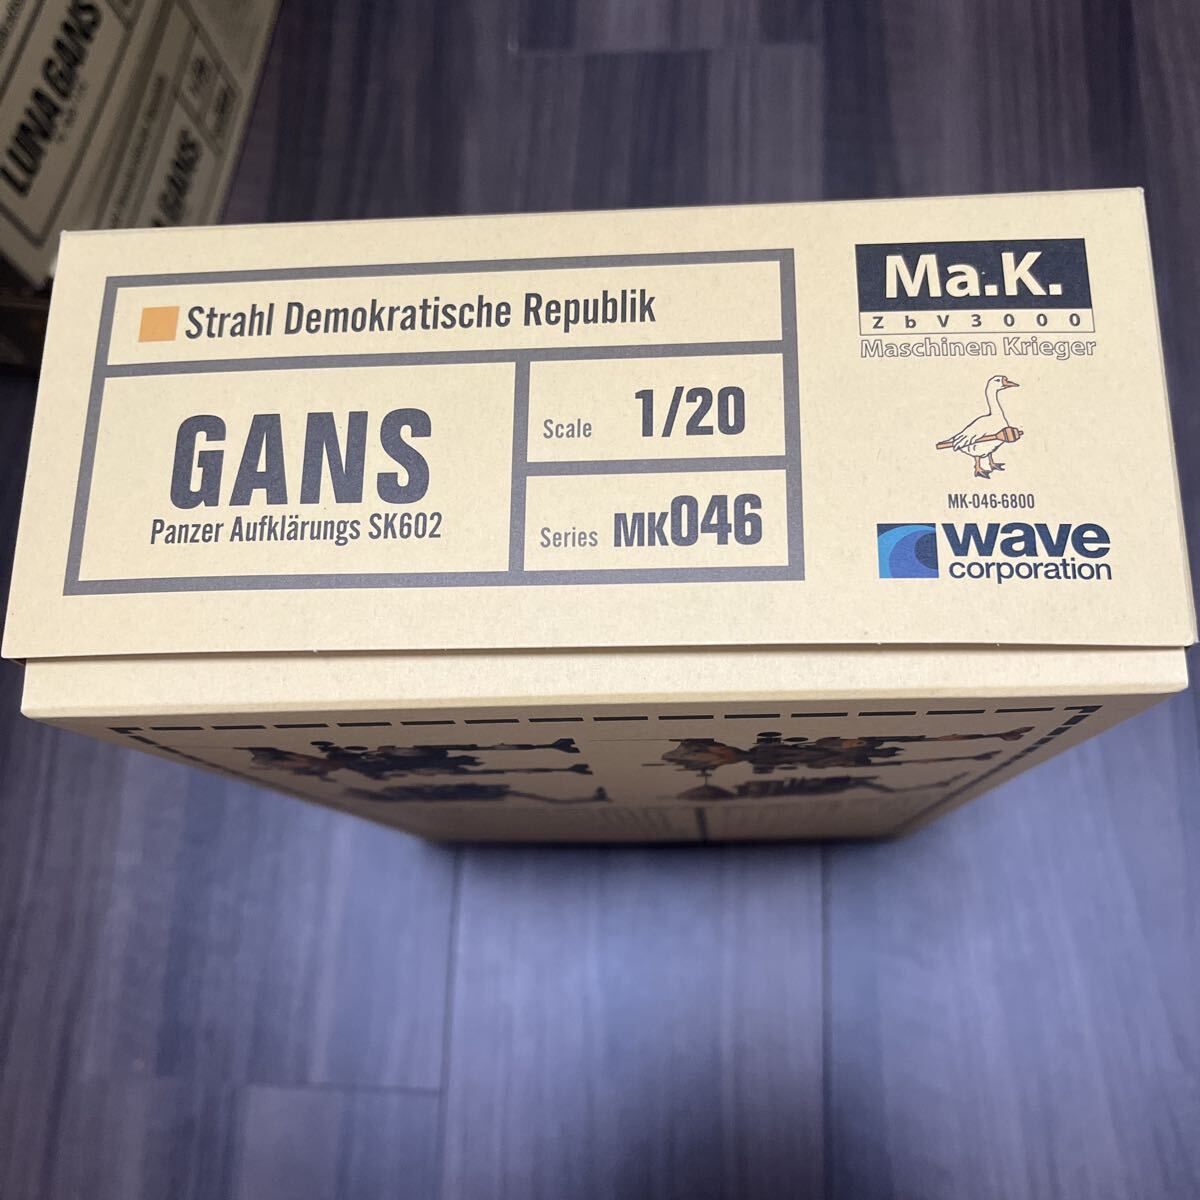 LUNA GANS
GANS
Strahl Demokratische Republik
GANS
Panzer Aufklärungs SK602
Scale 1/20
Series MK046
Ma.K.
ZbV3000
Maschinen Krieger
MK-046-6800
wave
corporation